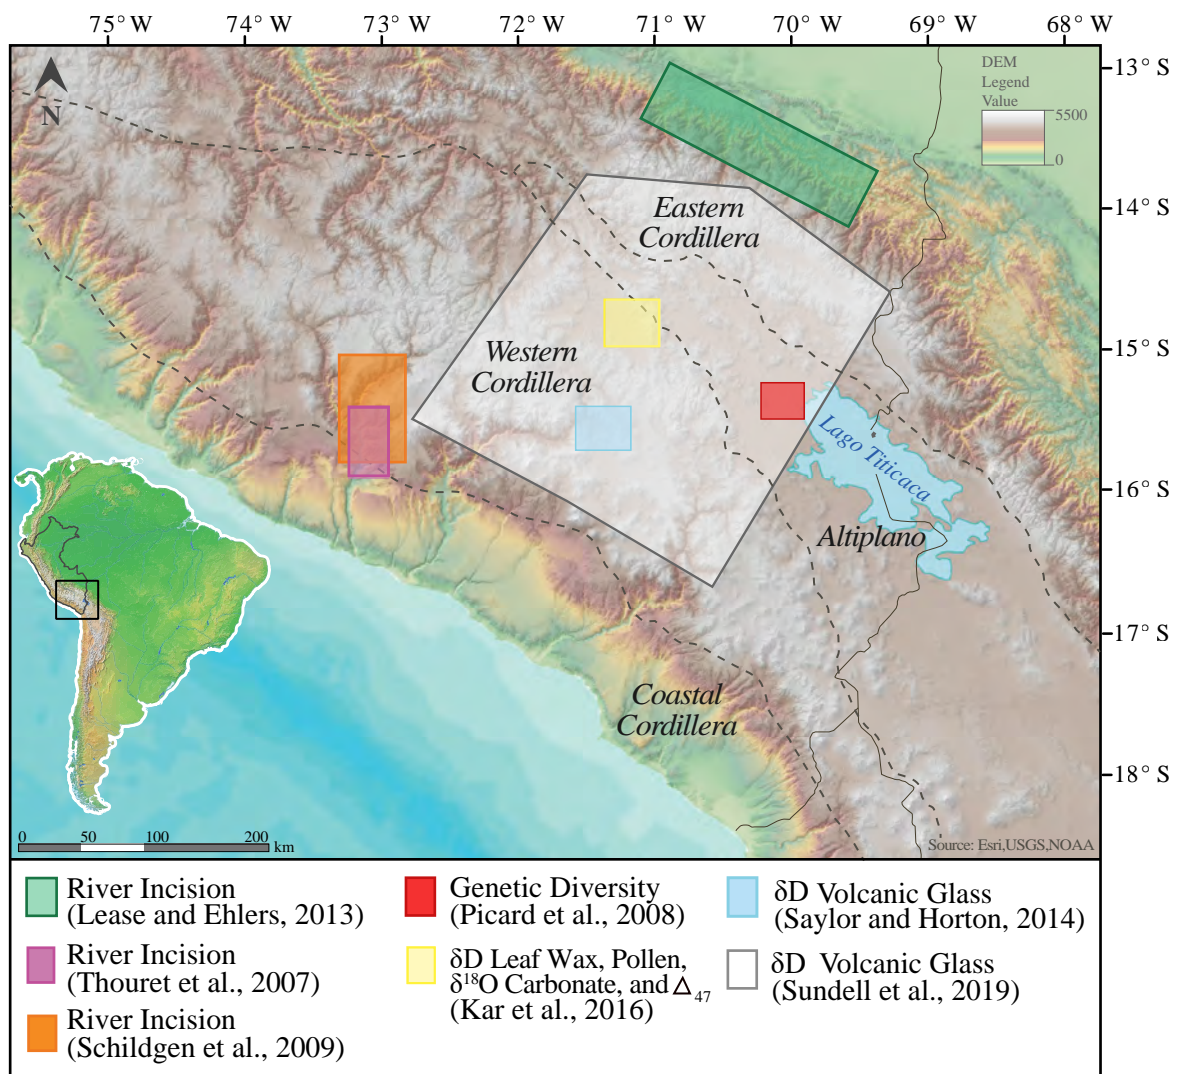 75° W 74° W 73° W 72° W 71° W 70° W 69° W 68° W
13° S
14° S
15° S
16° S
17° S
18° S
N
DEM
Legend
Value
5500
0
Eastern
Cordillera
Western
Cordillera
Lago Titicaca
Altiplano
Coastal
Cordillera
0 50 100 200
km
Source: Esri,USGS,NOAA
River Incision
(Lease and Ehlers, 2013)
River Incision
(Thouret et al., 2007)
River Incision
(Schildgen et al., 2009)
Genetic Diversity
(Picard et al., 2008)
δD Leaf Wax, Pollen,
δ¹⁸O Carbonate, and Δ₄₇
(Kar et al., 2016)
δD Volcanic Glass
(Saylor and Horton, 2014)
δD Volcanic Glass
(Sundell et al., 2019)